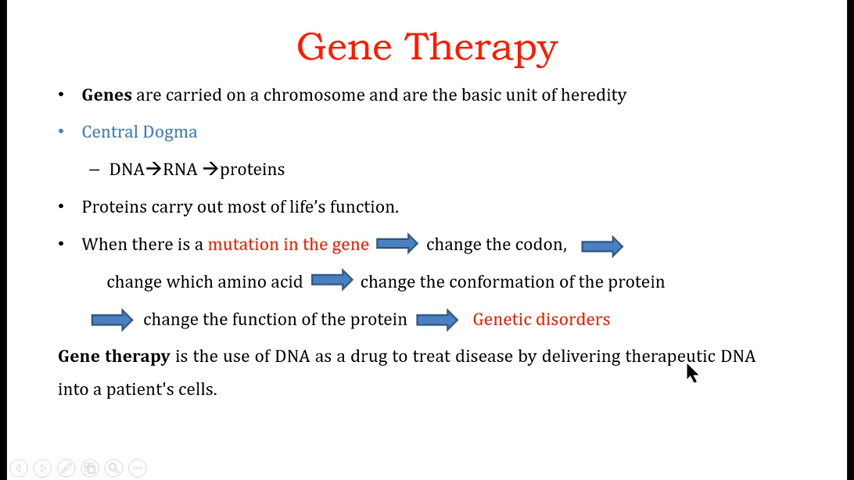 Gene Therapy
• Genes are carried on a chromosome and are the basic unit of heredity
• Central Dogma
– DNA→RNA →proteins
• Proteins carry out most of life's function.
• When there is a mutation in the gene change the codon,
change which amino acid change the conformation of the protein
change the function of the protein Genetic disorders
Gene therapy is the use of DNA as a drug to treat disease by delivering therapeutic DNA
into a patient's cells.